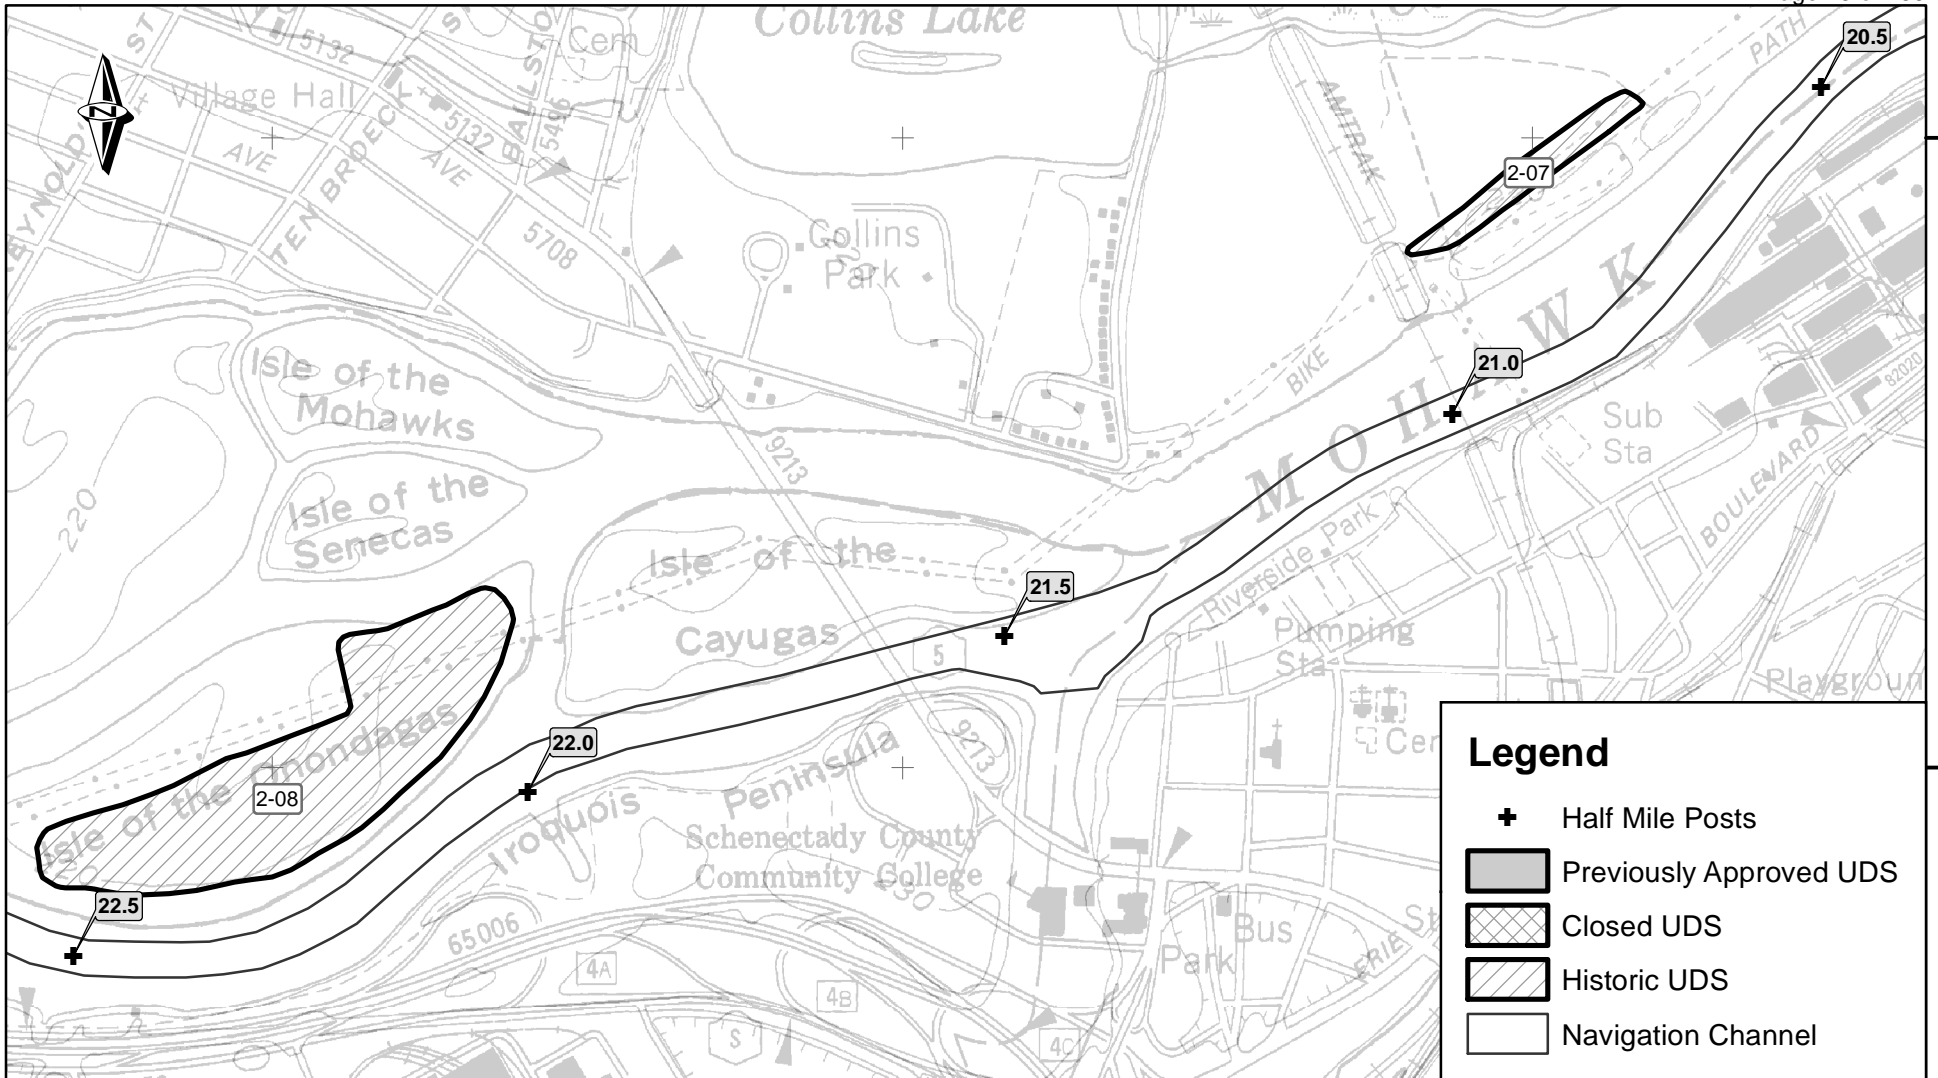 Collins Lake
20.5
PATH
ST
5132
Cem
BALLSTON
5496
Village Hall
5132
AMTRAK
AVE
AVE
TEN BROECK
2-07
5708
Collins
Park
MOHAWK
Isle of the
Mohawks
21.0
BIKE
82020
Sub
Sta
9213
BOULEVARD
220
Isle of the
Senecas
Isle of the
Cayugas
21.5
Riverside Park
5
Pumping
Sta
Isle of the Onondagas
2-08
22.0
Iroquois Peninsula
9213
Schenectady County
Community College
22.5
65006
4A
4B
4C
S
Bus
Park
ERIE
St
Legend
Half Mile Posts
Previously Approved UDS
Closed UDS
Historic UDS
Navigation Channel
N